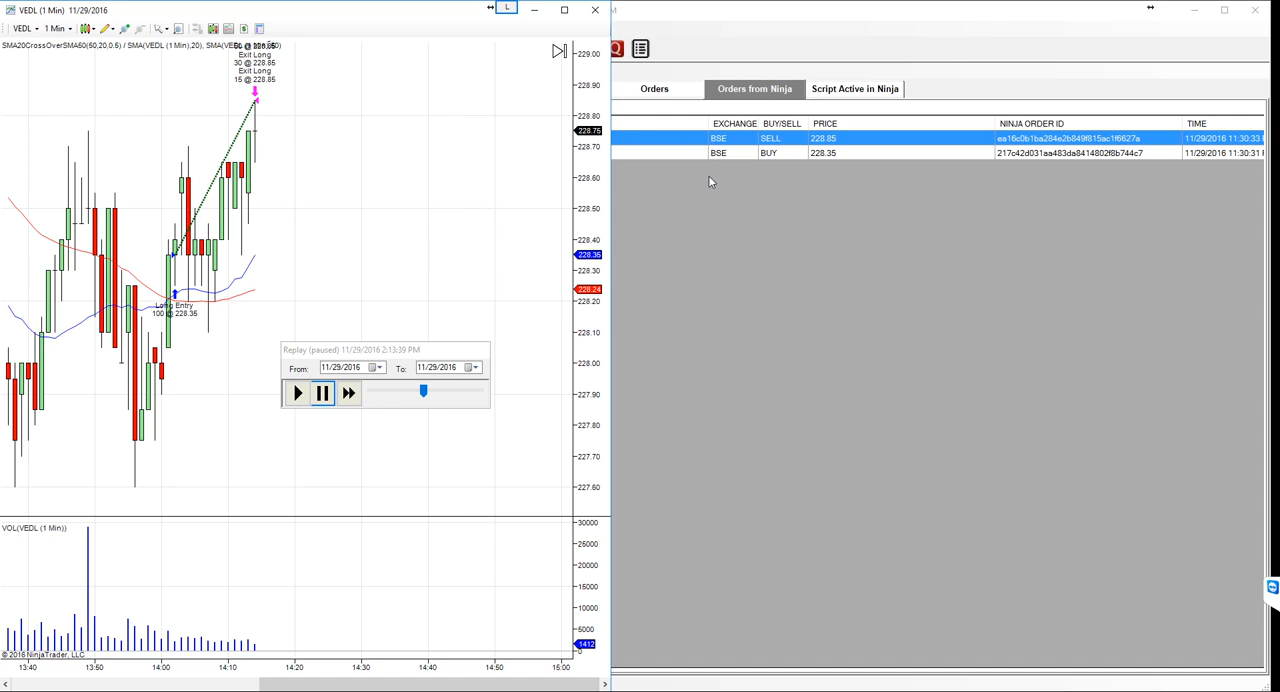 VEDL (1 Min) 11/29/2016
L
VEDL
1 Min
SMA20CrossOverSMA50(50,20,0.5) / SMA(VEDL (1 Min),20), SMA(VEDL
@ 228.85
Exit Long
30 @ 228.85
Exit Long
15 @ 228.85
Long Entry
100 @ 228.35
229.00
228.90
228.80
228.75
228.70
228.60
228.50
228.40
228.35
228.30
228.24
228.20
228.10
228.00
227.90
227.80
227.70
227.60
Replay (paused) 11/29/2016 2:13:39 PM
From: 11/29/2016 To: 11/29/2016
VOL(VEDL (1 Min))
30000
25000
20000
15000
10000
5000
1412
0
© 2016 NinjaTrader, LLC
13:40 13:50 14:00 14:10 14:20 14:30 14:40 14:50 15:00
Q
Orders Orders from Ninja Script Active in Ninja
EXCHANGE BUY/SELL PRICE NINJA ORDER ID TIME
BSE SELL 228.85 ea16c0b1ba284e2b849f815ac1f6627a 11/29/2016 11:30:33
BSE BUY 228.35 217c42d031aa483da8414802f8b744c7 11/29/2016 11:30:31